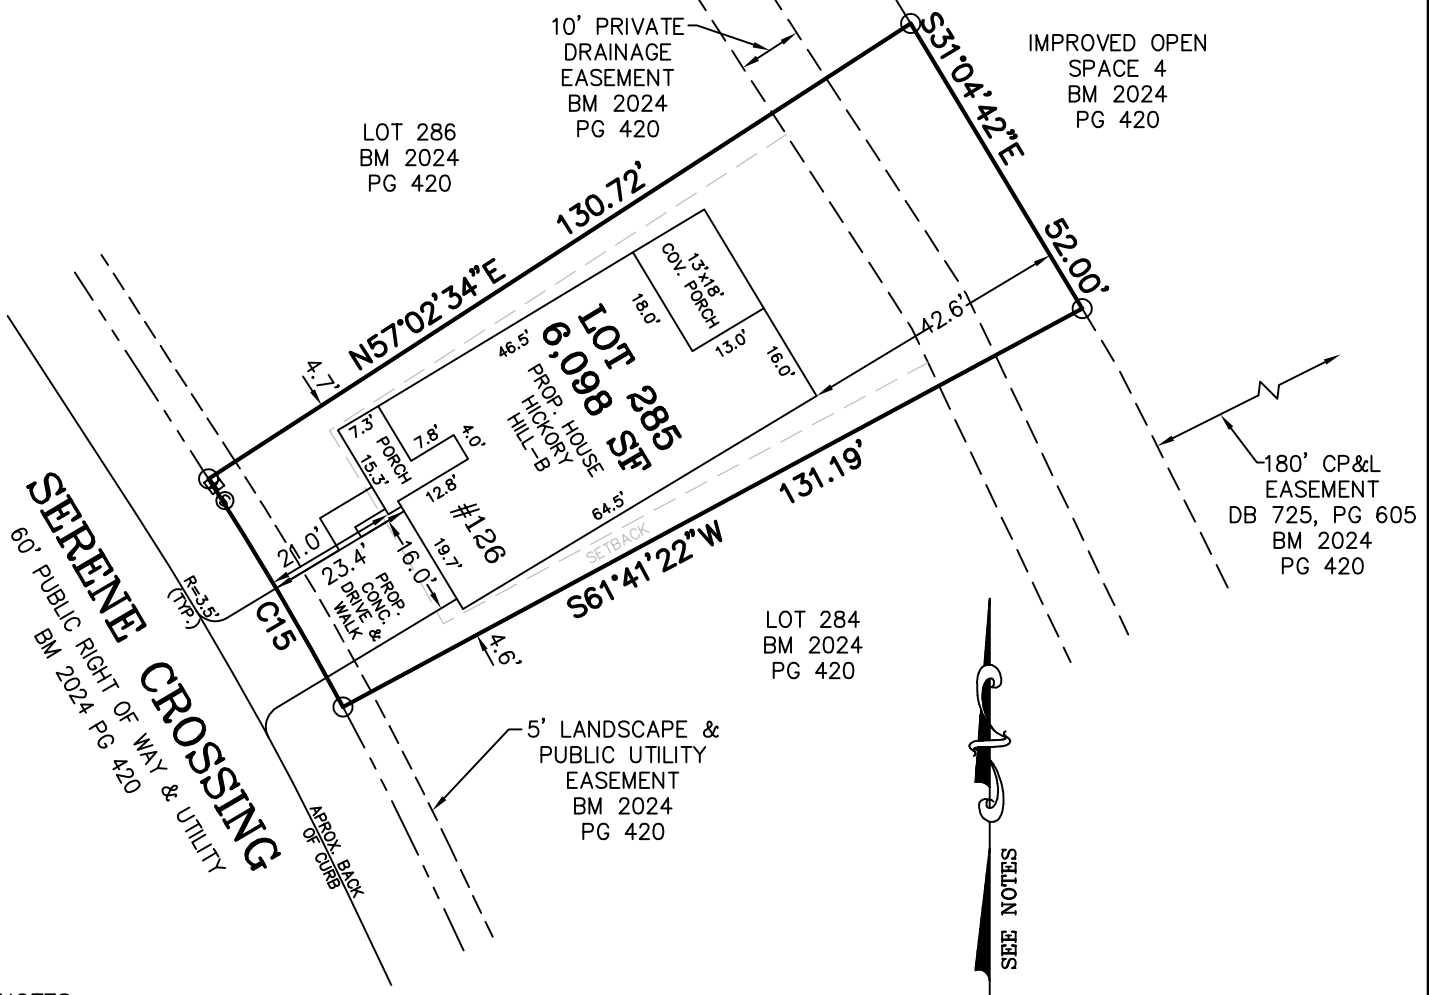 10' PRIVATE
DRAINAGE
EASEMENT
BM 2024
PG 420
S31°04'42"E
52.00'
IMPROVED OPEN
SPACE 4
BM 2024
PG 420
LOT 286
BM 2024
PG 420
N57°02'34"E
130.72'
4.7'
13'x18'
COV. PORCH
18.0'
13.0'
16.0'
42.6'
46.5'
LOT 285
6,098 SF
PROP. HOUSE
HICKORY
HILL-B
7.3'
PORCH
15.3'
7.8'
4.0'
12.8'
#126
19.7'
64.5'
SETBACK
21.0'
23.4'
16.0'
PROP.
CONC.
DRIVE &
WALK
R=3.5'
(TYP.)
C15
S61°41'22"W
131.19'
4.6'
180' CP&L
EASEMENT
DB 725, PG 605
BM 2024
PG 420
LOT 284
BM 2024
PG 420
SERENE CROSSING
60' PUBLIC RIGHT OF WAY & UTILITY
BM 2024 PG 420
5' LANDSCAPE &
PUBLIC UTILITY
EASEMENT
BM 2024
PG 420
APROX. BACK
OF CURB
SEE NOTES